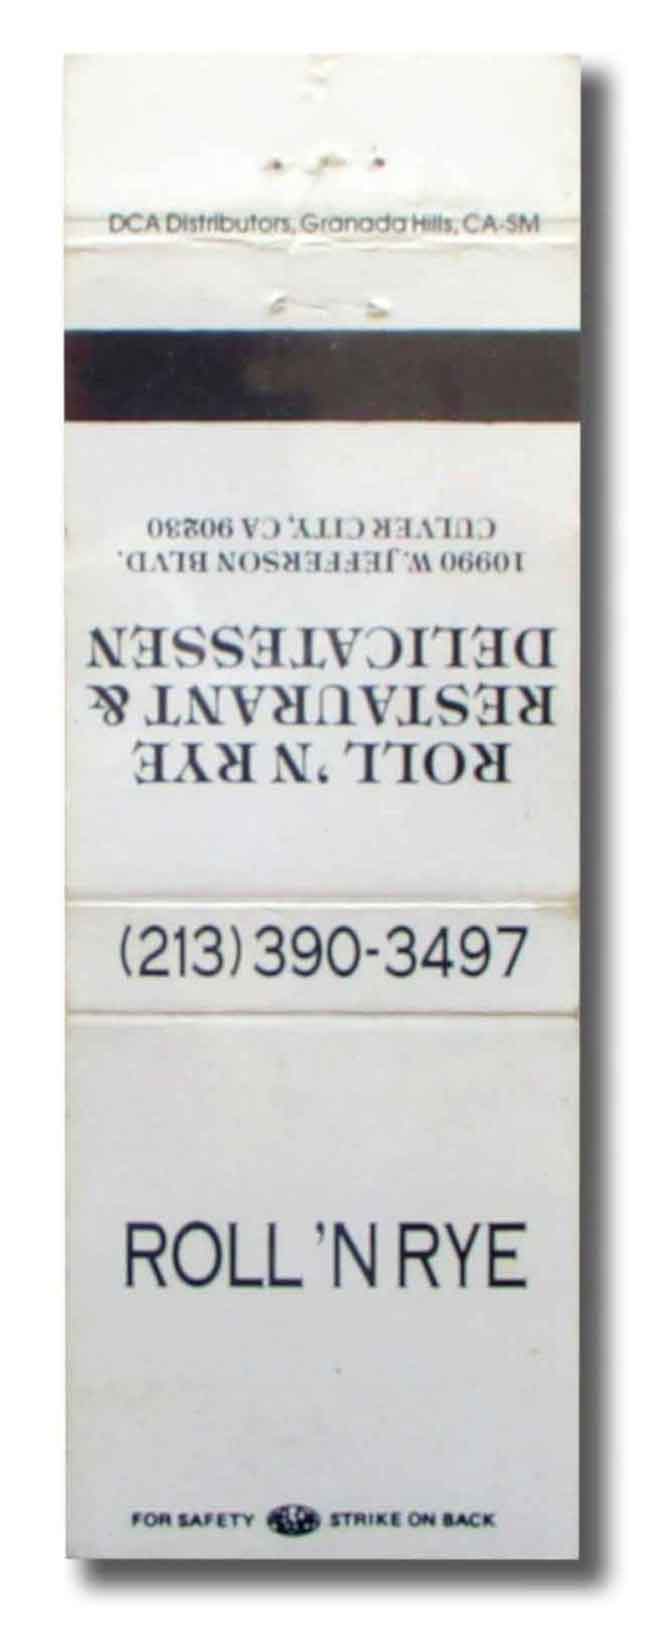 DCA Distributors, Granada Hills, CA-SM
ROLL 'N RYE
RESTAURANT &
DELICATESSEN
10990 W. JEFFERSON BLVD.
CULVER CITY, CA 90230
(213) 390-3497
ROLL 'N RYE
FOR SAFETY STRIKE ON BACK